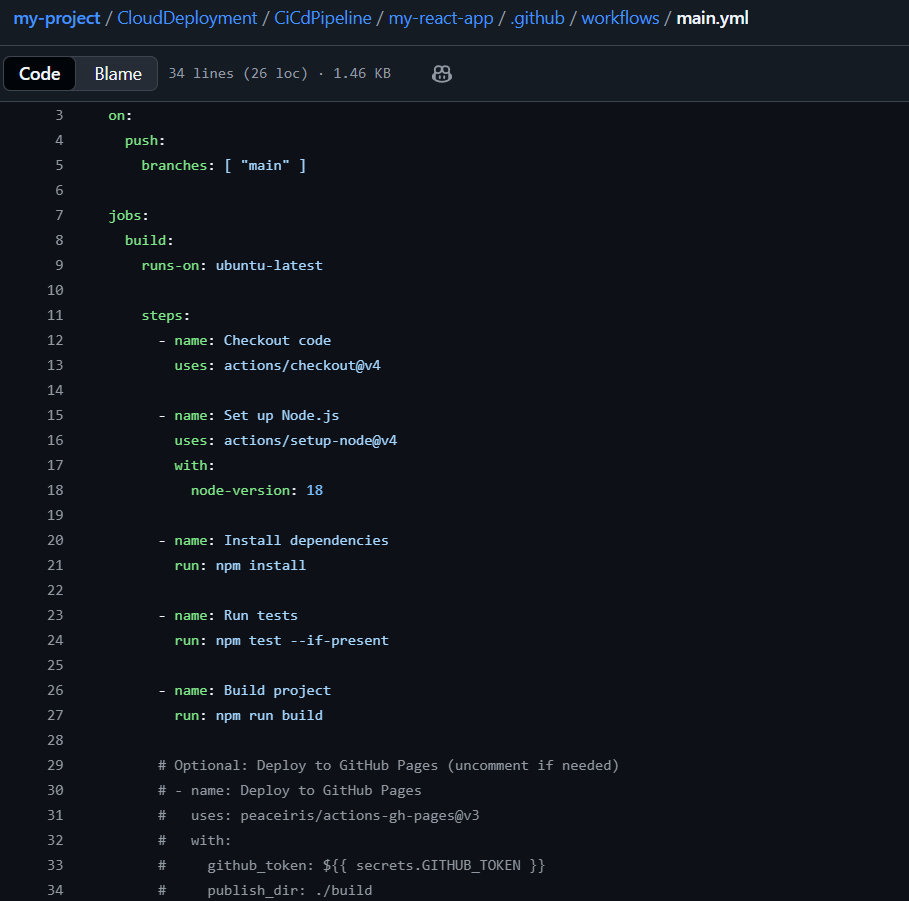 my-project / CloudDeployment / CiCdPipeline / my-react-app / .github / workflows / main.yml
Code Blame 34 lines (26 loc) · 1.46 KB
3 on:
4   push:
5     branches: [ "main" ]
6
7 jobs:
8   build:
9     runs-on: ubuntu-latest
10
11     steps:
12       - name: Checkout code
13         uses: actions/checkout@v4
14
15       - name: Set up Node.js
16         uses: actions/setup-node@v4
17         with:
18           node-version: 18
19
20       - name: Install dependencies
21         run: npm install
22
23       - name: Run tests
24         run: npm test --if-present
25
26       - name: Build project
27         run: npm run build
28
29       # Optional: Deploy to GitHub Pages (uncomment if needed)
30       # - name: Deploy to GitHub Pages
31       #   uses: peaceiris/actions-gh-pages@v3
32       #   with:
33       #     github_token: ${{ secrets.GITHUB_TOKEN }}
34       #     publish_dir: ./build